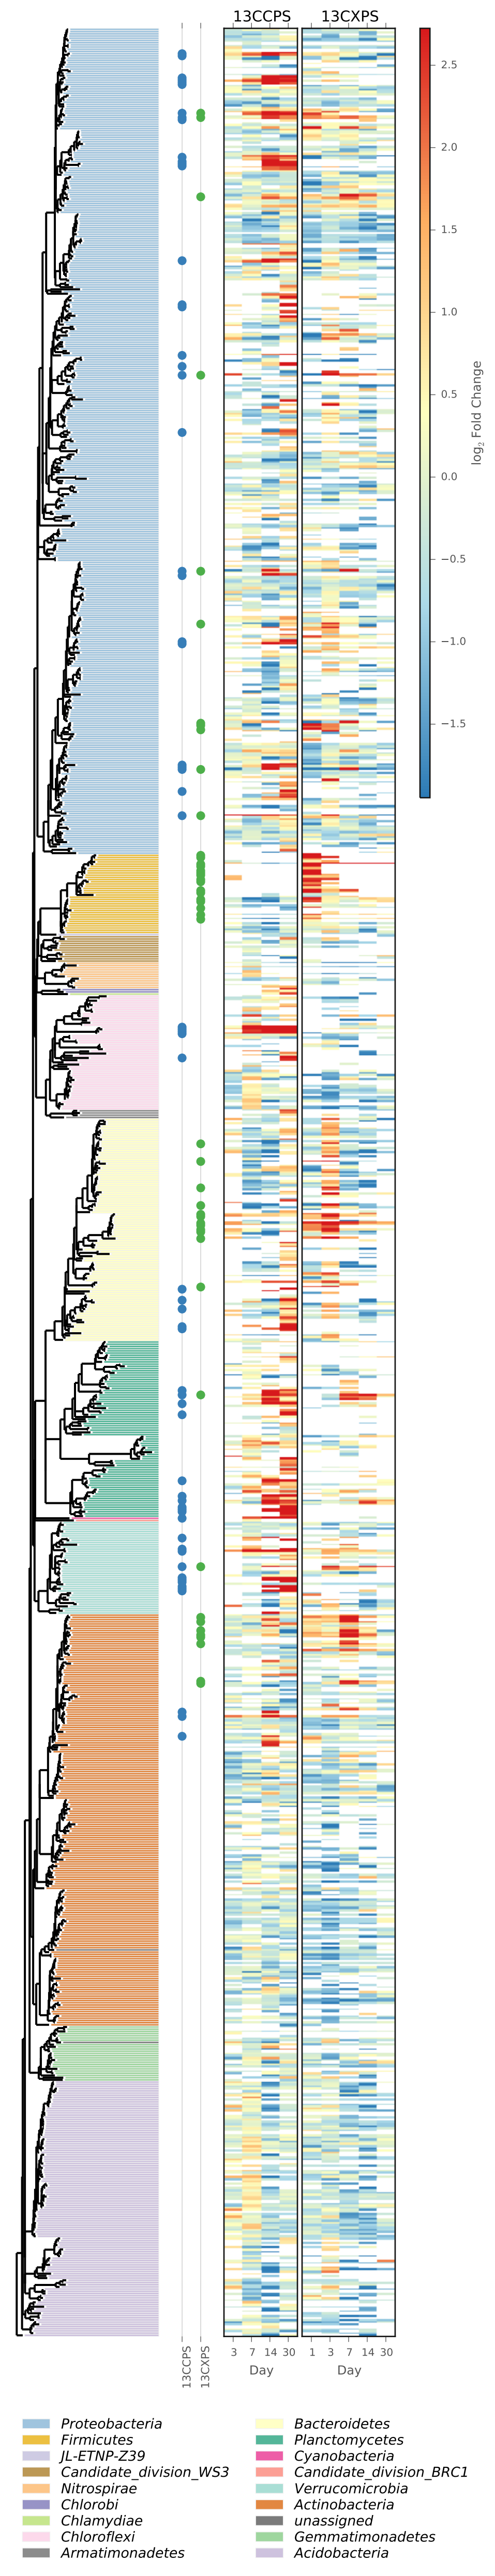 13CCPS 13CXPS
2.5
2.0
1.5
1.0
0.5
0.0
−0.5
−1.0
−1.5
log2 Fold Change
13CCPS
13CXPS
3 7 14 30
1 3 7 14 30
Day
Day
Proteobacteria
Firmicutes
JL-ETNP-Z39
Candidate_division_WS3
Nitrospirae
Chlorobi
Chlamydiae
Chloroflexi
Armatimonadetes
Bacteroidetes
Planctomycetes
Cyanobacteria
Candidate_division_BRC1
Verrucomicrobia
Actinobacteria
unassigned
Gemmatimonadetes
Acidobacteria